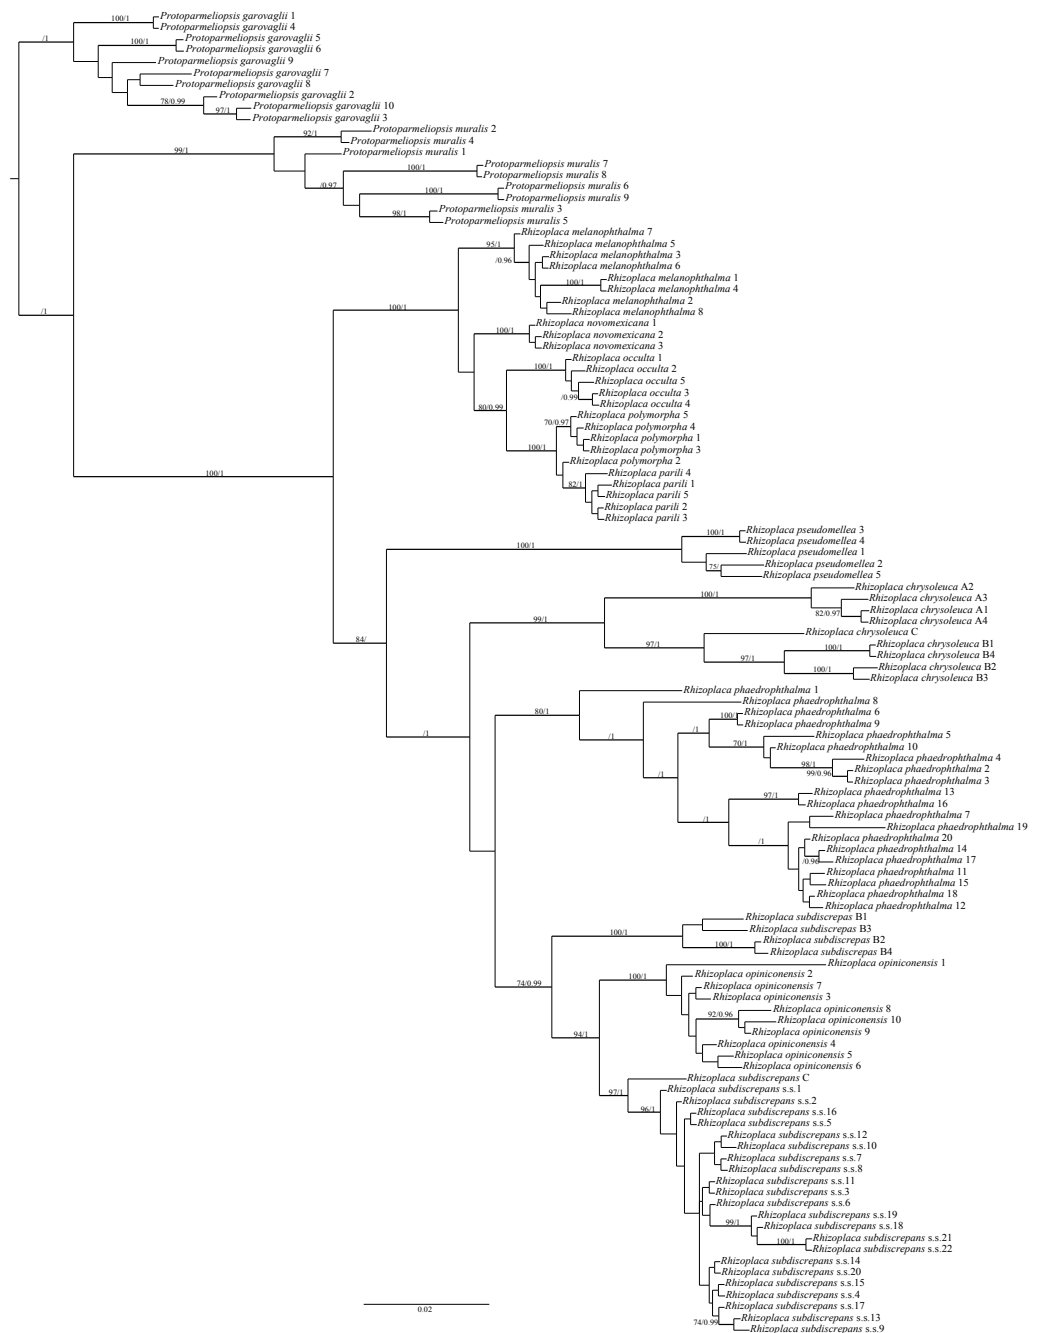 Protoparmeliopsis garovaglii 1
100/1
Protoparmeliopsis garovaglii 4
/1
Protoparmeliopsis garovaglii 5
100/1
Protoparmeliopsis garovaglii 6
Protoparmeliopsis garovaglii 9
Protoparmeliopsis garovaglii 7
Protoparmeliopsis garovaglii 8
Protoparmeliopsis garovaglii 2
78/0.99
Protoparmeliopsis garovaglii 10
97/1
Protoparmeliopsis garovaglii 3
Protoparmeliopsis muralis 2
92/1
Protoparmeliopsis muralis 4
99/1
Protoparmeliopsis muralis 1
Protoparmeliopsis muralis 7
100/1
Protoparmeliopsis muralis 8
/0.97
Protoparmeliopsis muralis 6
100/1
Protoparmeliopsis muralis 9
Protoparmeliopsis muralis 3
98/1
Protoparmeliopsis muralis 5
Rhizoplaca melanophthalma 7
95/1
Rhizoplaca melanophthalma 5
Rhizoplaca melanophthalma 3
/0.96
Rhizoplaca melanophthalma 6
Rhizoplaca melanophthalma 1
100/1
Rhizoplaca melanophthalma 4
Rhizoplaca melanophthalma 2
100/1
Rhizoplaca melanophthalma 8
/1
Rhizoplaca novomexicana 1
100/1
Rhizoplaca novomexicana 2
Rhizoplaca novomexicana 3
Rhizoplaca occulta 1
100/1
Rhizoplaca occulta 2
Rhizoplaca occulta 5
Rhizoplaca occulta 3
/0.99
Rhizoplaca occulta 4
80/0.99
Rhizoplaca polymorpha 5
70/0.97
Rhizoplaca polymorpha 4
Rhizoplaca polymorpha 1
100/1
Rhizoplaca polymorpha 3
Rhizoplaca polymorpha 2
100/1
Rhizoplaca parili 4
82/1
Rhizoplaca parili 1
Rhizoplaca parili 5
Rhizoplaca parili 2
Rhizoplaca parili 3
Rhizoplaca pseudomellea 3
100/1
Rhizoplaca pseudomellea 4
100/1
Rhizoplaca pseudomellea 1
Rhizoplaca pseudomellea 2
75/
Rhizoplaca pseudomellea 5
Rhizoplaca chrysoleuca A2
100/1
Rhizoplaca chrysoleuca A3
Rhizoplaca chrysoleuca A1
82/0.97
Rhizoplaca chrysoleuca A4
99/1
Rhizoplaca chrysoleuca C
84/
97/1
Rhizoplaca chrysoleuca B1
100/1
Rhizoplaca chrysoleuca B4
97/1
Rhizoplaca chrysoleuca B2
100/1
Rhizoplaca chrysoleuca B3
Rhizoplaca phaedrophthalma 1
Rhizoplaca phaedrophthalma 8
80/1
Rhizoplaca phaedrophthalma 6
100/1
Rhizoplaca phaedrophthalma 9
/1
/1
/1
Rhizoplaca phaedrophthalma 5
70/1
Rhizoplaca phaedrophthalma 10
Rhizoplaca phaedrophthalma 4
98/1
Rhizoplaca phaedrophthalma 2
99/0.96
/1
Rhizoplaca phaedrophthalma 3
Rhizoplaca phaedrophthalma 13
97/1
Rhizoplaca phaedrophthalma 16
Rhizoplaca phaedrophthalma 7
/1
Rhizoplaca phaedrophthalma 19
Rhizoplaca phaedrophthalma 20
/1
Rhizoplaca phaedrophthalma 14
/0.96
Rhizoplaca phaedrophthalma 17
Rhizoplaca phaedrophthalma 11
Rhizoplaca phaedrophthalma 15
Rhizoplaca phaedrophthalma 18
Rhizoplaca phaedrophthalma 12
Rhizoplaca subdiscrepas B1
Rhizoplaca subdiscrepas B3
100/1
Rhizoplaca subdiscrepas B2
100/1
Rhizoplaca subdiscrepas B4
Rhizoplaca opiniconensis 1
Rhizoplaca opiniconensis 2
100/1
74/0.99
Rhizoplaca opiniconensis 7
Rhizoplaca opiniconensis 3
Rhizoplaca opiniconensis 8
92/0.96
Rhizoplaca opiniconensis 10
Rhizoplaca opiniconensis 9
94/1
Rhizoplaca opiniconensis 4
Rhizoplaca opiniconensis 5
Rhizoplaca opiniconensis 6
Rhizoplaca subdiscrepans C
Rhizoplaca subdiscrepans s.s.1
97/1
Rhizoplaca subdiscrepans s.s.2
96/1
Rhizoplaca subdiscrepans s.s.16
Rhizoplaca subdiscrepans s.s.5
Rhizoplaca subdiscrepans s.s.12
Rhizoplaca subdiscrepans s.s.10
Rhizoplaca subdiscrepans s.s.7
Rhizoplaca subdiscrepans s.s.8
Rhizoplaca subdiscrepans s.s.11
Rhizoplaca subdiscrepans s.s.3
Rhizoplaca subdiscrepans s.s.6
Rhizoplaca subdiscrepans s.s.19
99/1
Rhizoplaca subdiscrepans s.s.18
Rhizoplaca subdiscrepans s.s.21
100/1
Rhizoplaca subdiscrepans s.s.22
Rhizoplaca subdiscrepans s.s.14
Rhizoplaca subdiscrepans s.s.20
Rhizoplaca subdiscrepans s.s.15
Rhizoplaca subdiscrepans s.s.4
Rhizoplaca subdiscrepans s.s.17
0.02
Rhizoplaca subdiscrepans s.s.13
74/0.99
Rhizoplaca subdiscrepans s.s.9